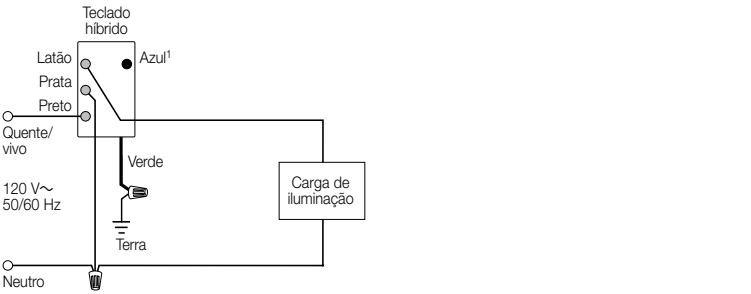 Teclado
híbrido
Latão
Azul¹
Prata
Preto
Quente/
vivo
Verde
120 V~
50/60 Hz
Carga de
iluminação
Terra
Neutro